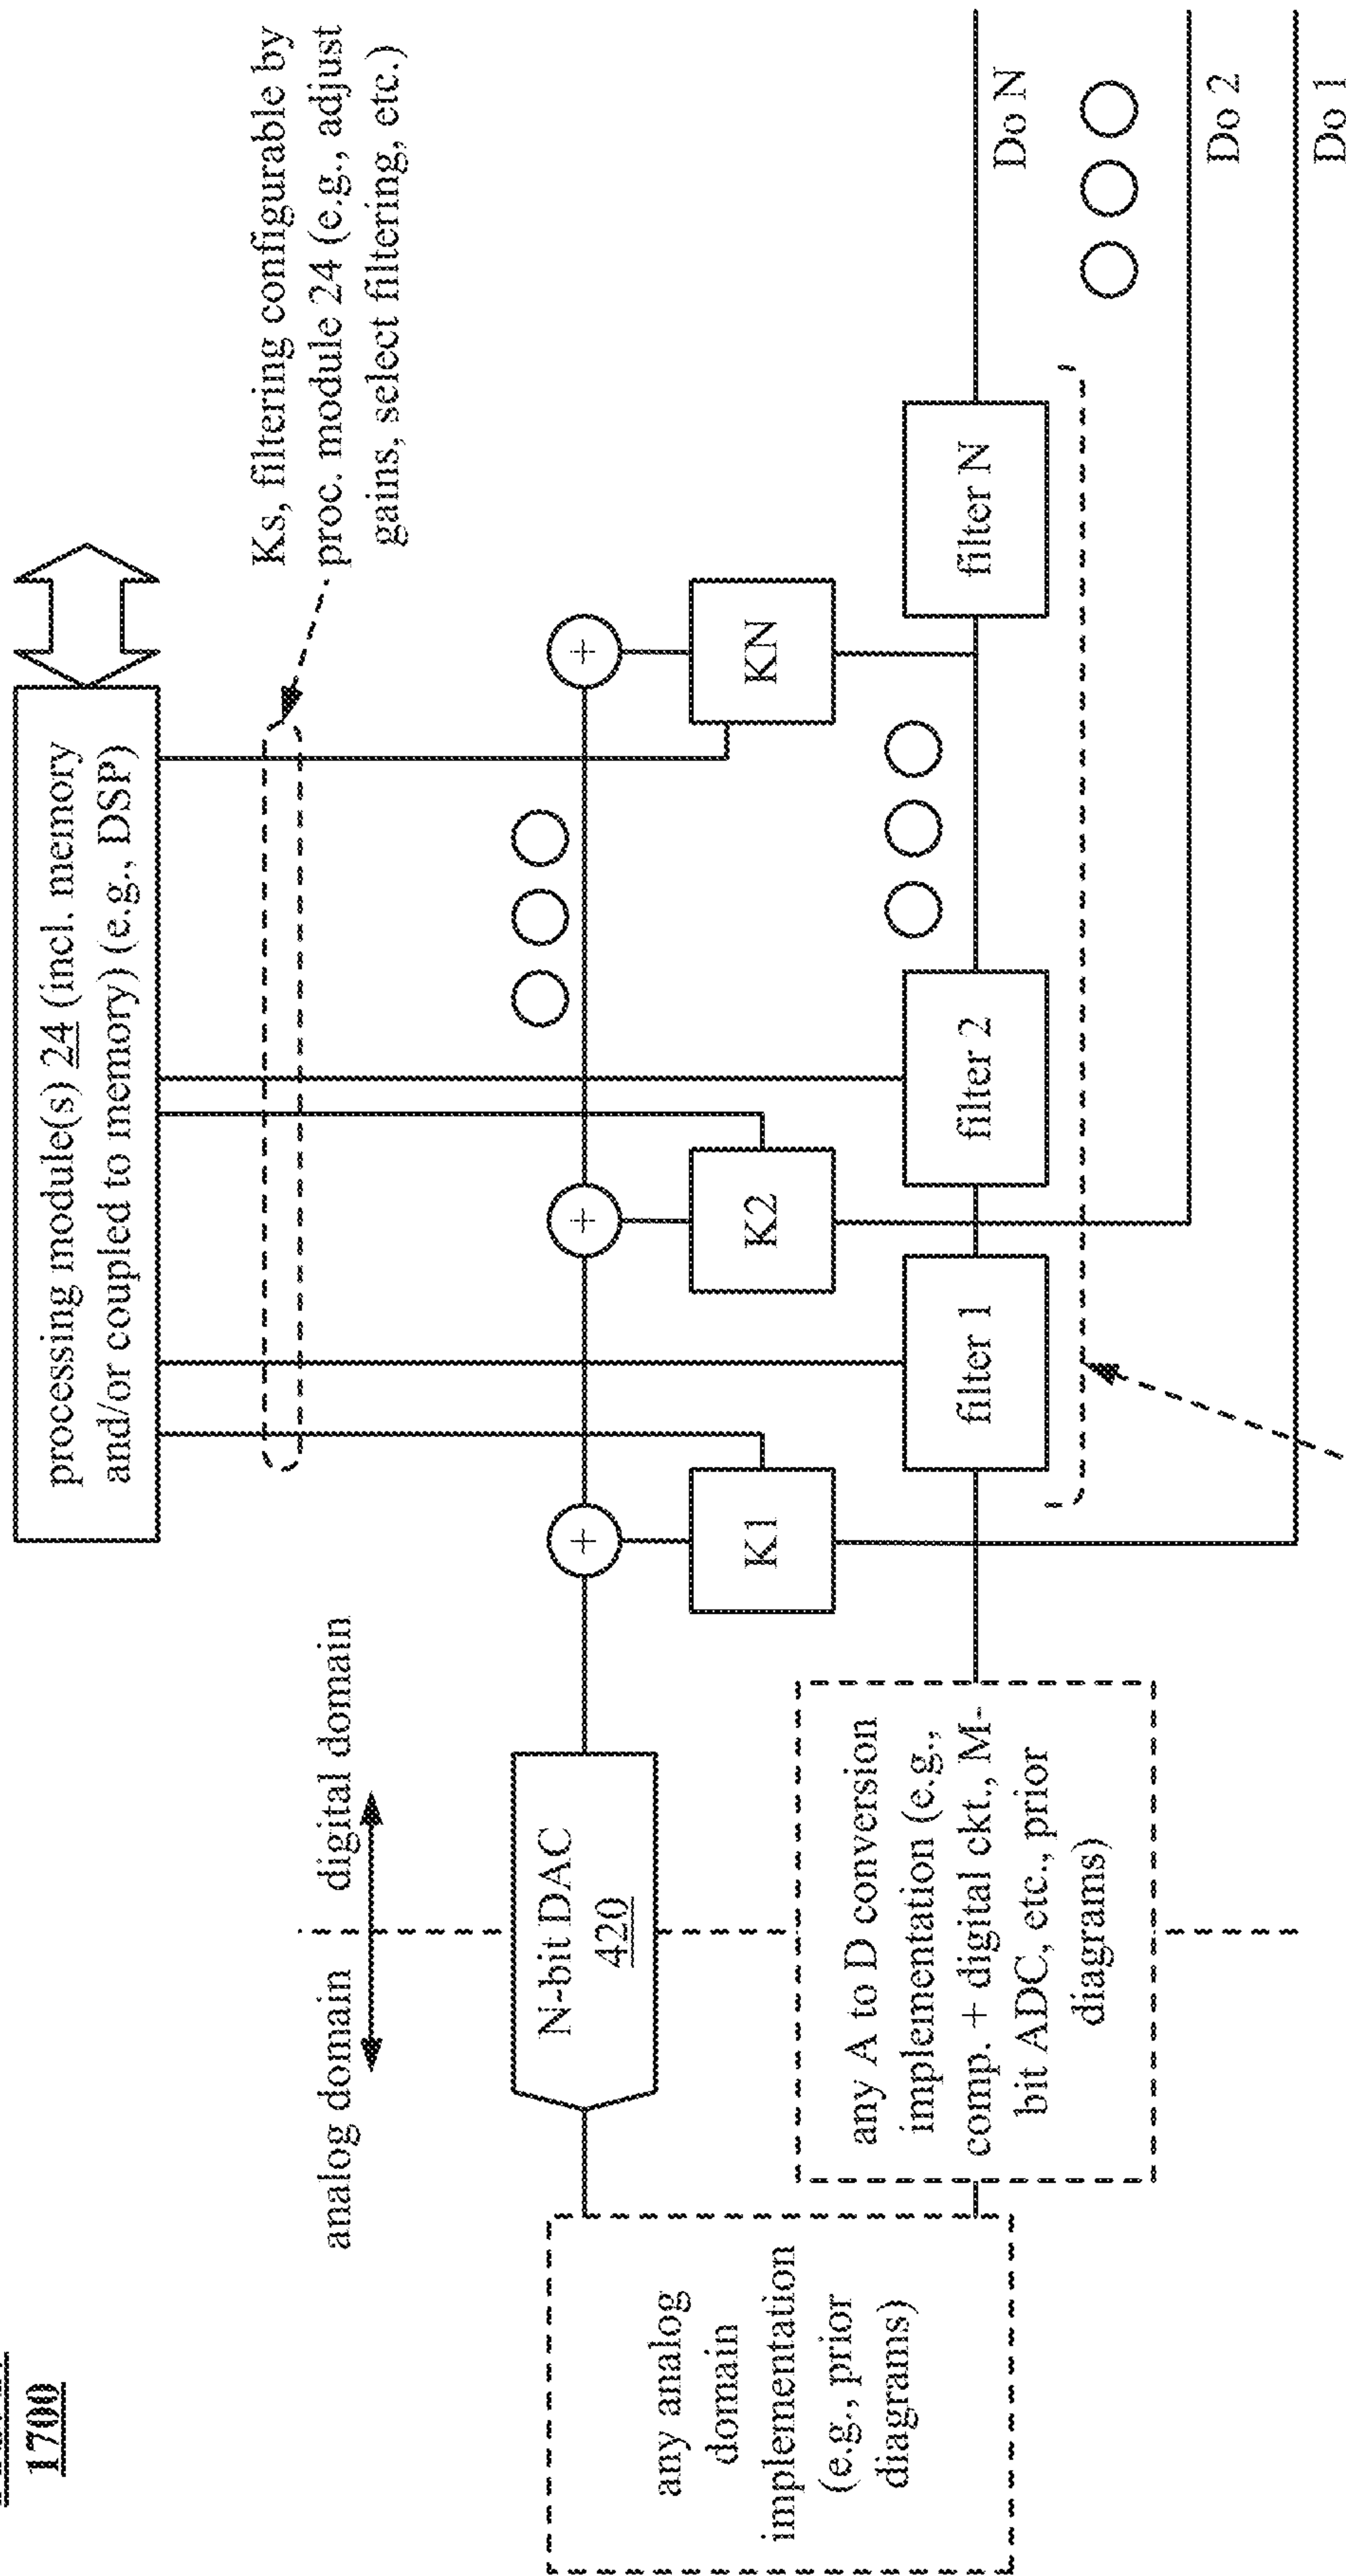 1700
processing module(s) 24 (incl. memory
and/or coupled to memory) (e.g., DSP)
Ks, filtering configurable by
proc. module 24 (e.g., adjust
gains, select filtering, etc.)
analog domain
digital domain
N-bit DAC
420
+
+
+
K1
K2
KN
any analog
domain
implementation
(e.g., prior
diagrams)
any A to D conversion
implementation (e.g.,
comp. + digital ckt., M-
bit ADC, etc., prior
diagrams)
filter 1
filter 2
filter N
Do N
Do 2
Do 1